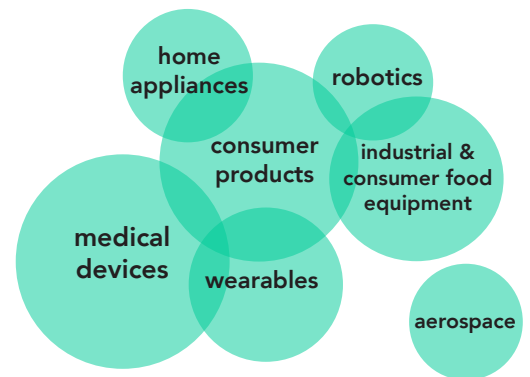 home
appliances
robotics
consumer
products
industrial &
consumer food
equipment
medical
devices
wearables
aerospace